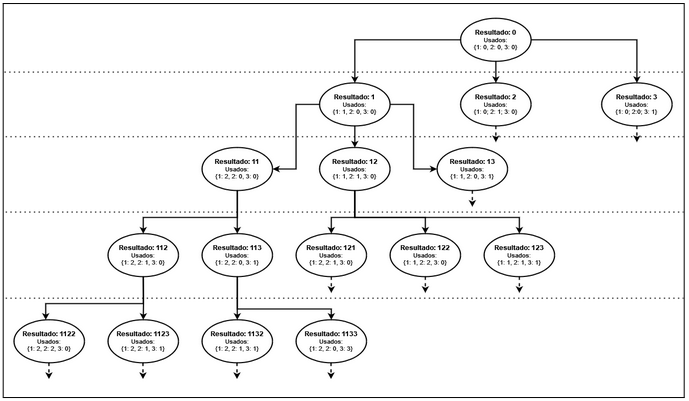 Resultado: 0
Usados:
{1: 0, 2: 0, 3: 0}
Resultado: 1
Usados:
{1: 1, 2: 0, 3: 0}
Resultado: 2
Usados:
{1: 0; 2: 1; 3: 0}
Resultado: 3
Usados:
{1: 0; 2:0; 3: 1}
Resultado: 11
Usados:
{1: 2, 2: 0, 3: 0}
Resultado: 12
Usados:
{1: 1, 2: 1, 3: 0}
Resultado: 13
Usados:
{1: 1, 2: 0, 3: 1}
Resultado: 112
Usados:
{1: 2, 2: 1, 3: 0}
Resultado: 113
Usados:
{1: 2, 2: 0, 3: 1}
Resultado: 121
Usados:
{1: 2, 2: 1, 3: 0}
Resultado: 122
Usados:
{1: 1, 2: 2, 3: 0}
Resultado: 123
Usados:
{1: 1, 2: 1, 3: 1}
Resultado: 1122
Usados:
{1: 2, 2: 2, 3: 0}
Resultado: 1123
Usados:
{1: 2, 2: 1, 3: 1}
Resultado: 1132
Usados:
{1: 2, 2: 1, 3: 1}
Resultado: 1133
Usados:
{1: 2, 2: 0, 3: 3}